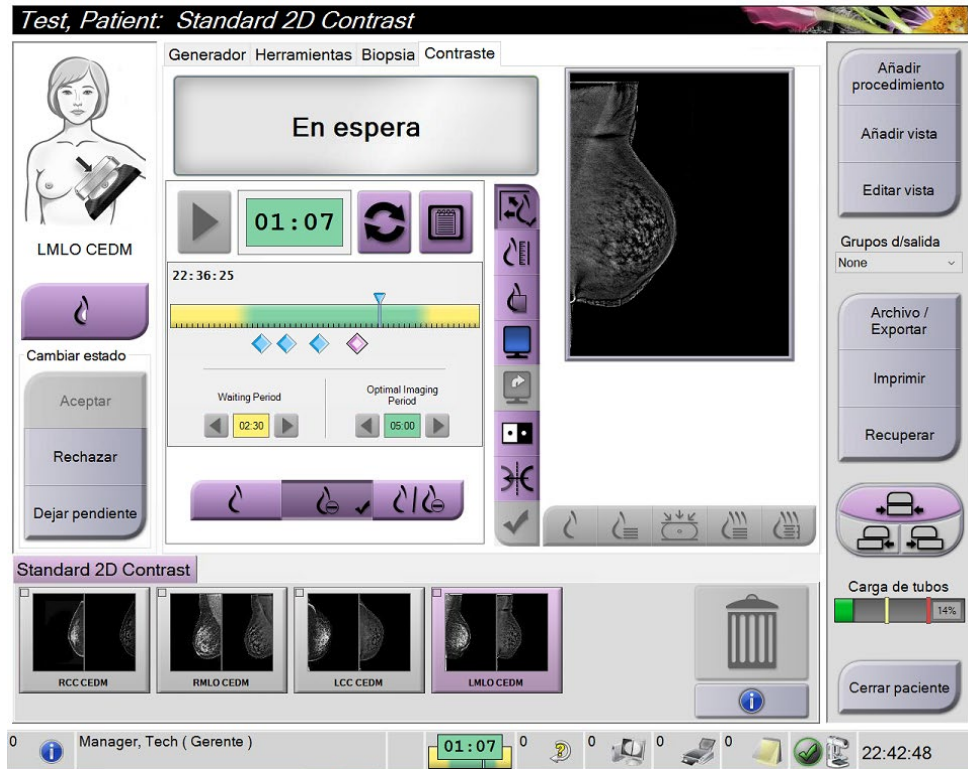 Test, Patient: Standard 2D Contrast
Generador Herramientas Biopsia Contraste
En espera
01:07
22:36:25
Waiting Period
Optimal Imaging
Period
02:30
05:00
LMLO CEDM
Cambiar estado
Aceptar
Rechazar
Dejar pendiente
Añadir
procedimiento
Añadir vista
Editar vista
Grupos d/salida
None
Archivo /
Exportar
Imprimir
Recuperar
Carga de tubos
14%
Cerrar paciente
Standard 2D Contrast
RCC CEDM
RMLO CEDM
LCC CEDM
LMLO CEDM
0 Manager, Tech ( Gerente ) 01:07 0 0 0 0 22:42:48